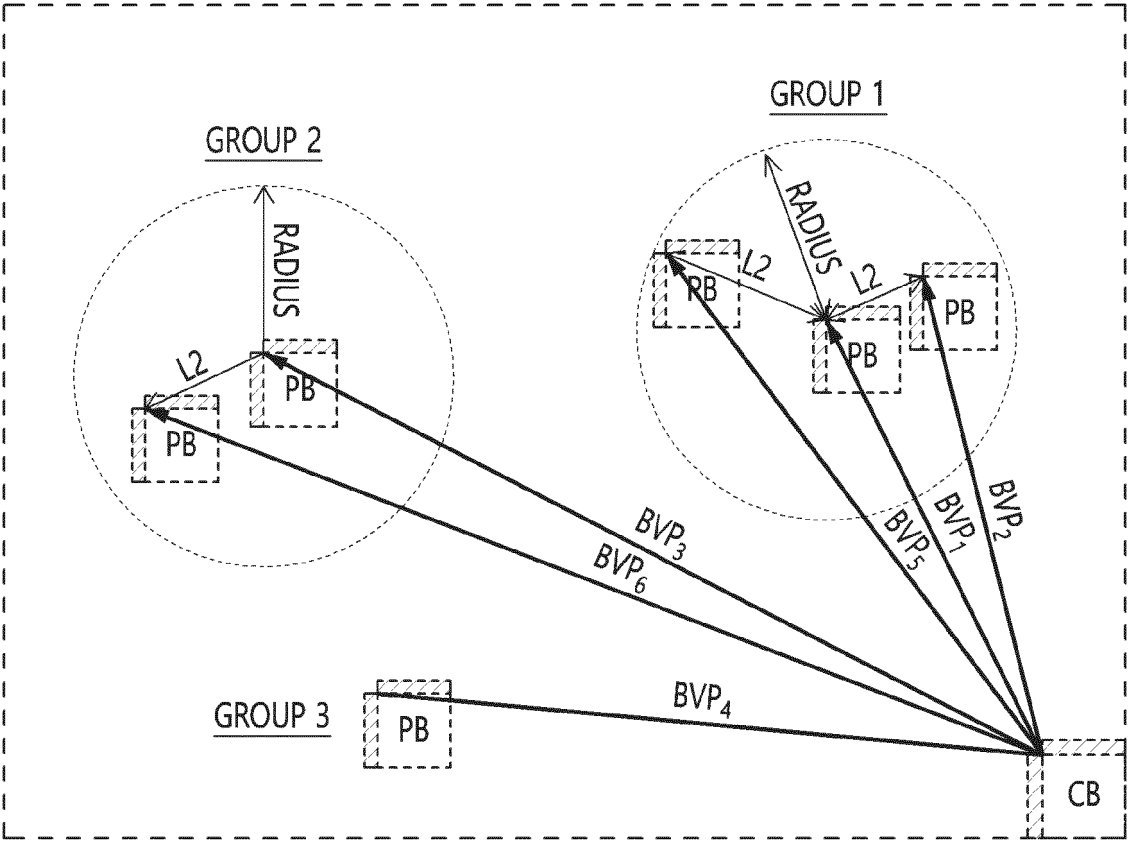 GROUP 1
GROUP 2
RADIUS
RADIUS
L2
L2
PB
PB
PB
L2
PB
PB
BVP2
BVP1
BVP5
BVP3
BVP6
BVP4
GROUP 3
PB
CB